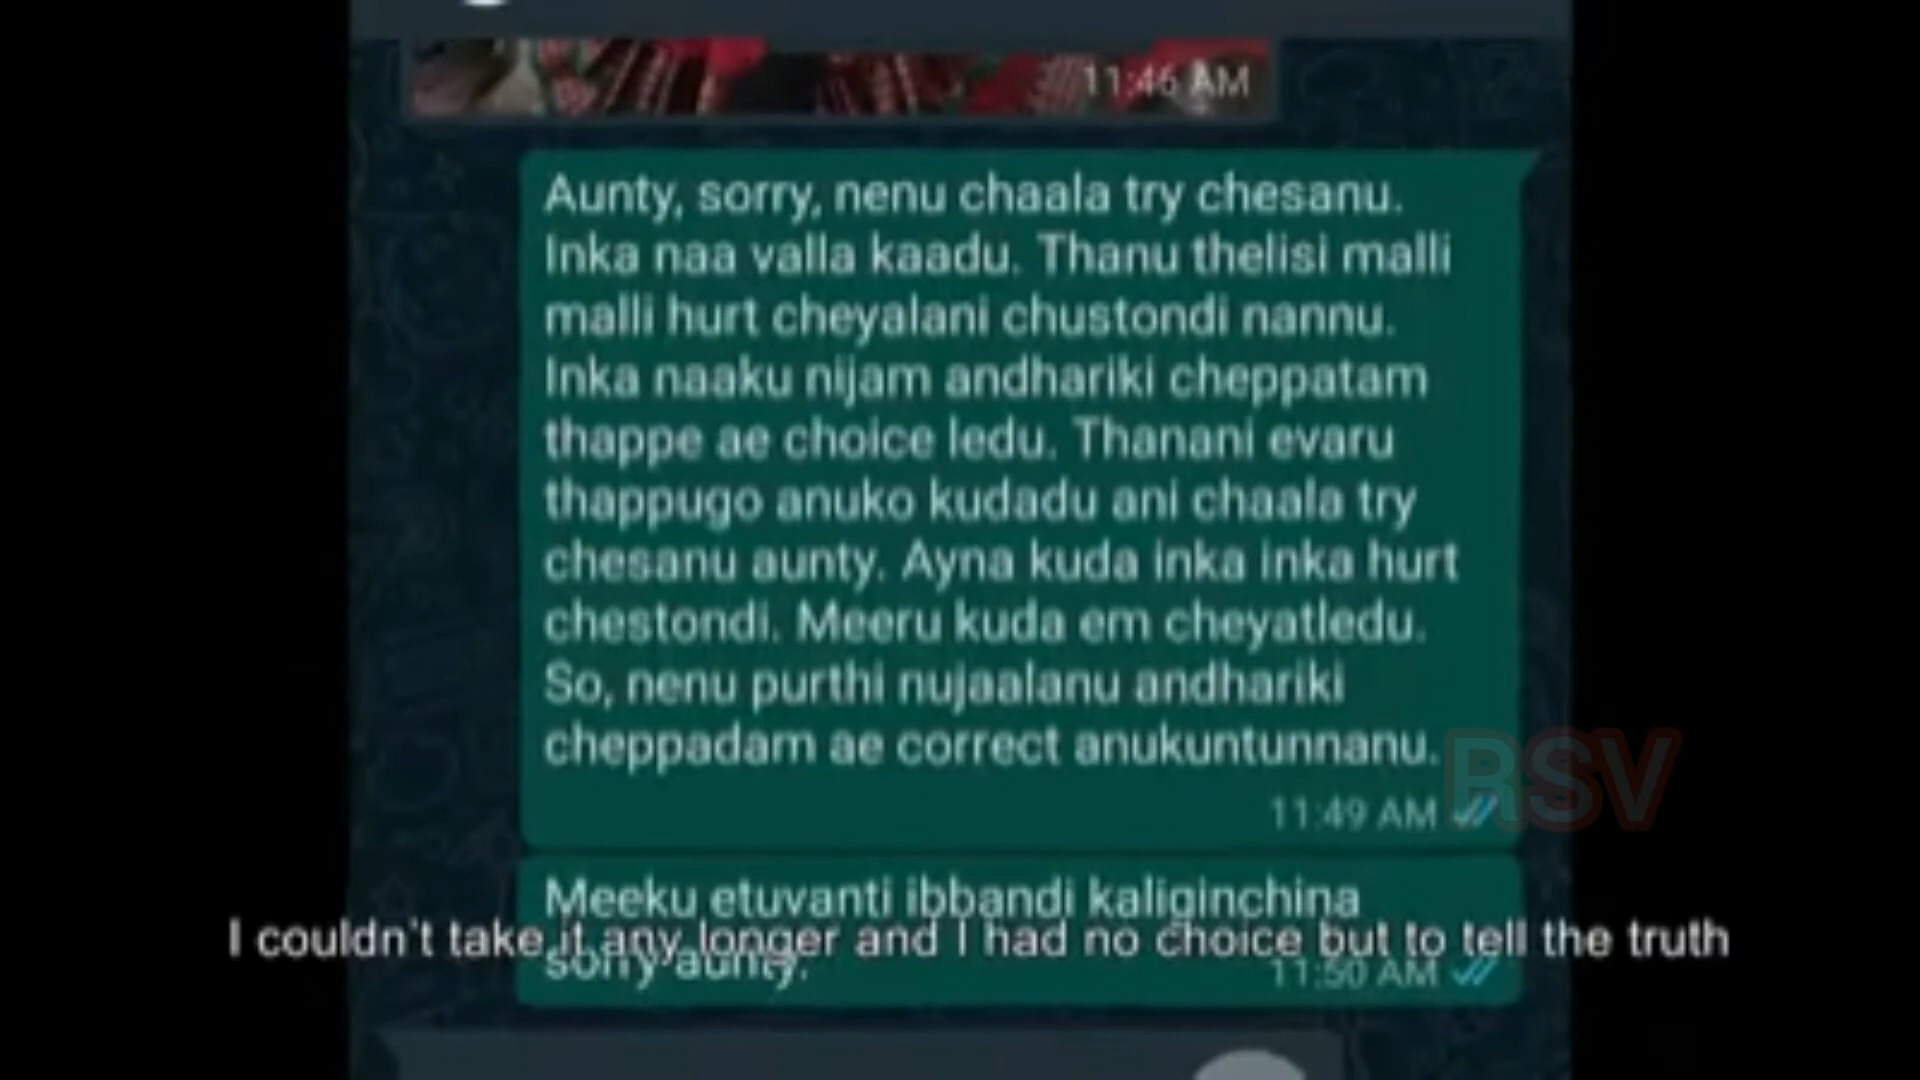 11:46 AM
Aunty, sorry, nenu chaala try chesanu.
Inka naa valla kaadu. Thanu thelisi malli
malli hurt cheyalani chustondi nannu.
Inka naaku nijam andhariki cheppatam
thappe ae choice ledu. Thanani evaru
thappugo anuko kudadu ani chaala try
chesanu aunty. Ayna kuda inka inka hurt
chestondi. Meeru kuda em cheyatledu.
So, nenu purthi nujaalanu andhariki
cheppadam ae correct anukuntunnanu.
RSV
11:49 AM
Meeku etuvanti ibbandi kaliginchina
I couldn't take it any longer and I had no choice but to tell the truth
sorry aunty.
11:50 AM